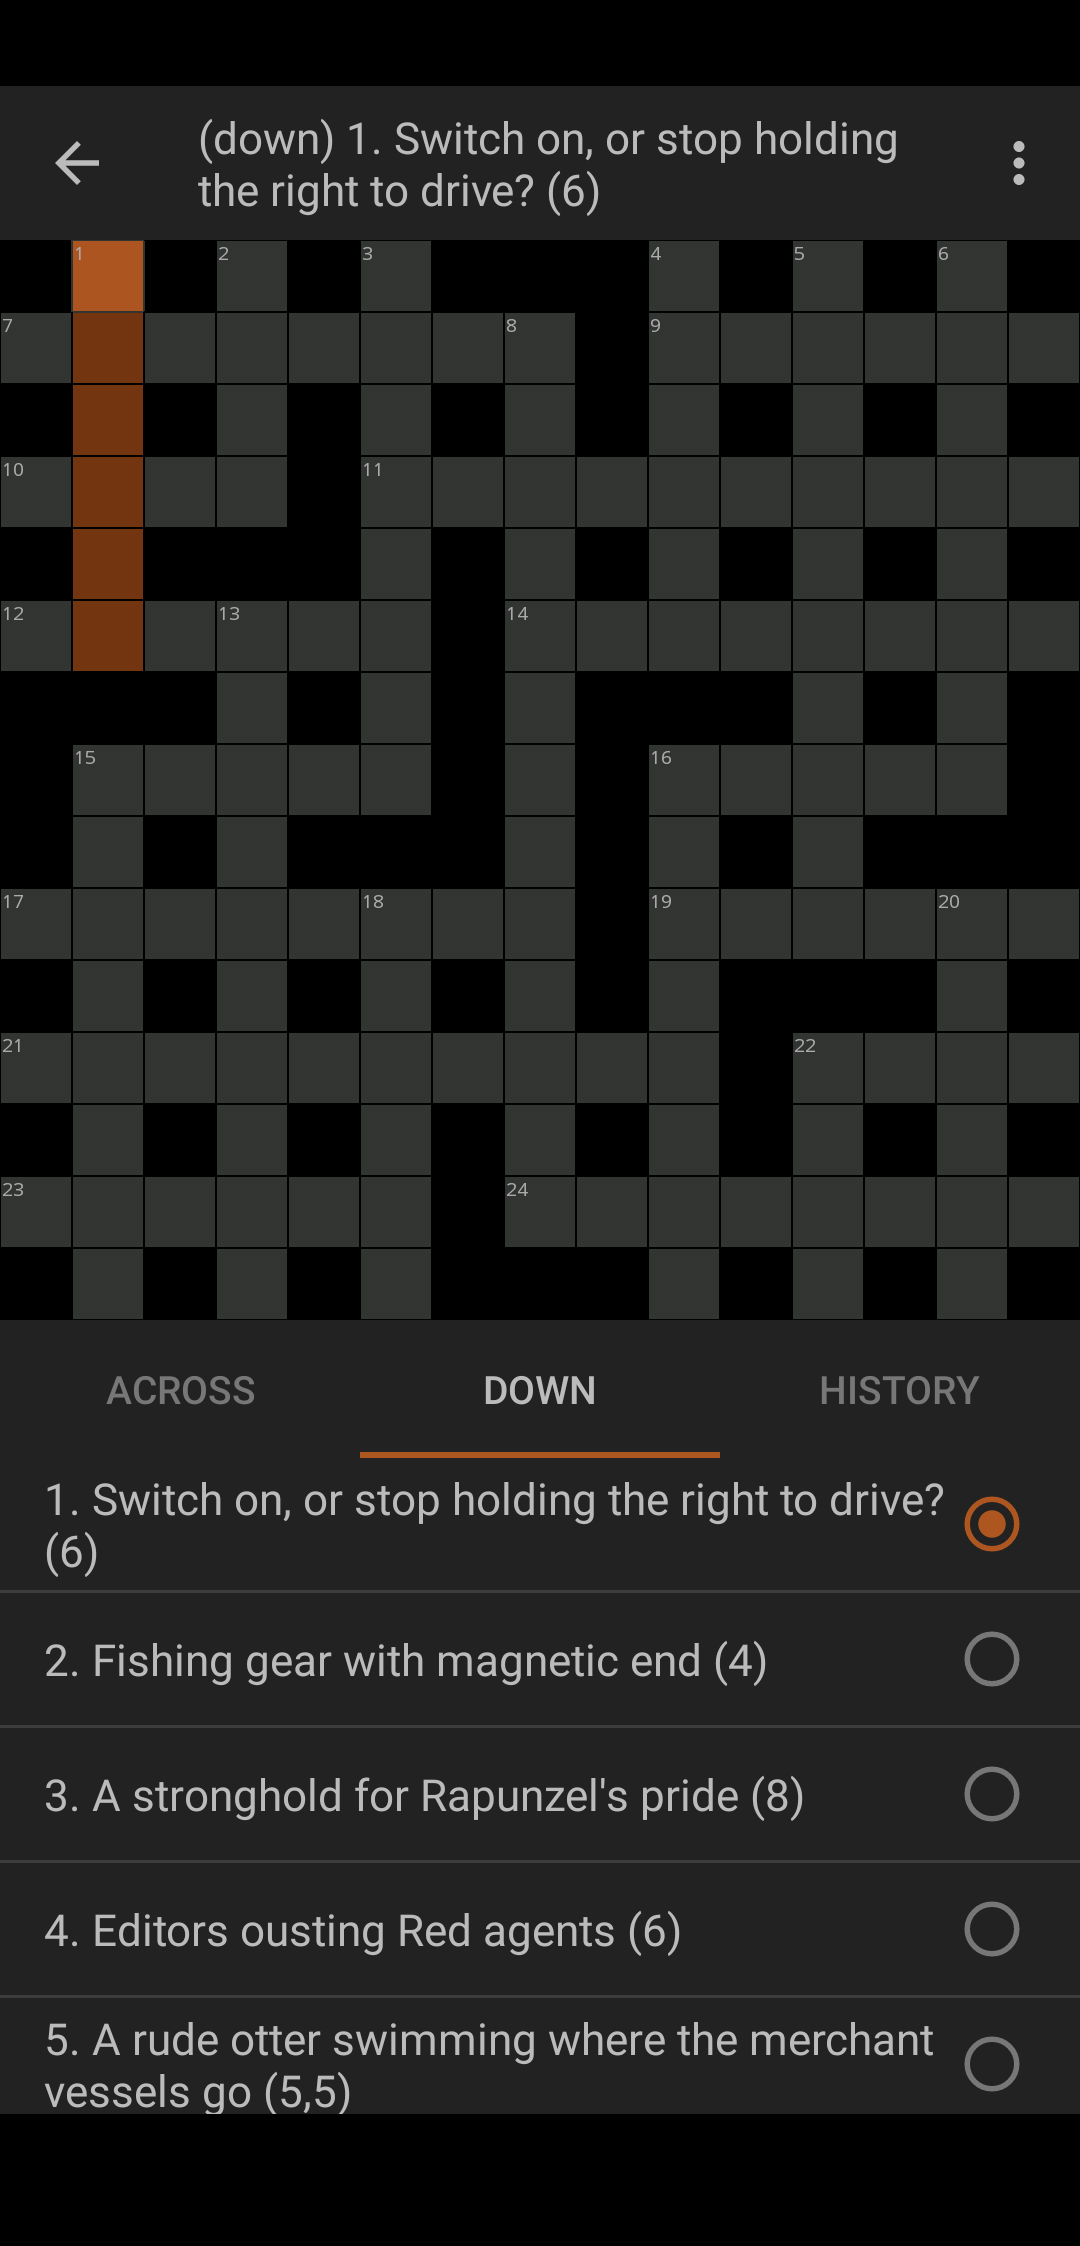 (down) 1. Switch on, or stop holding
the right to drive? (6)
1 2 3 4 5 6
7 8 9
10 11
12 13 14
15 16
17 18 19 20
21 22
23 24
ACROSS DOWN HISTORY
1. Switch on, or stop holding the right to drive?
(6)
2. Fishing gear with magnetic end (4)
3. A stronghold for Rapunzel's pride (8)
4. Editors ousting Red agents (6)
5. A rude otter swimming where the merchant
vessels go (5,5)